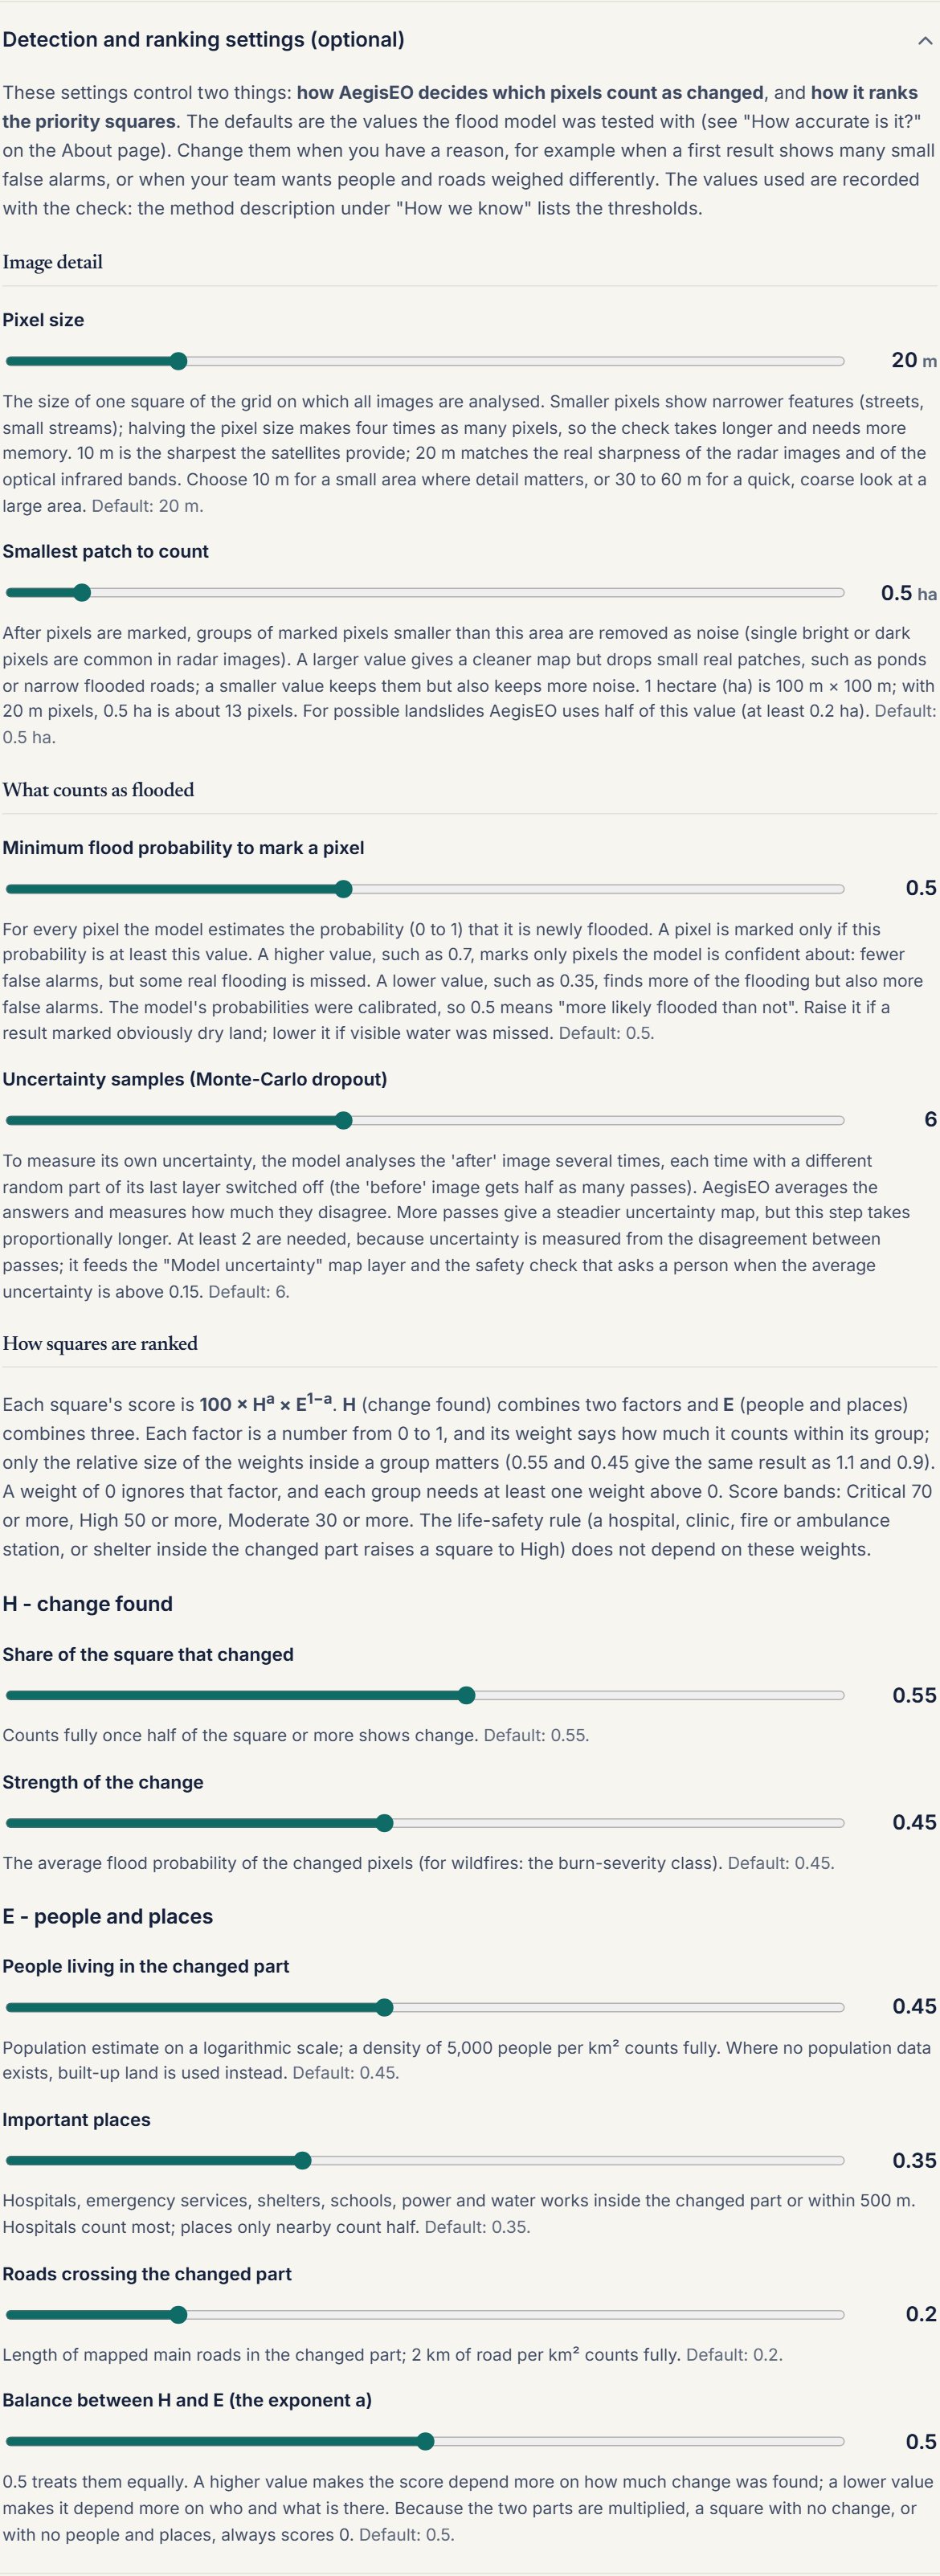 Detection and ranking settings (optional)
These settings control two things: how AegisEO decides which pixels count as changed, and how it ranks
the priority squares. The defaults are the values the flood model was tested with (see "How accurate is it?"
on the About page). Change them when you have a reason, for example when a first result shows many small
false alarms, or when your team wants people and roads weighed differently. The values used are recorded
with the check: the method description under "How we know" lists the thresholds.
Image detail
Pixel size
20 m
The size of one square of the grid on which all images are analysed. Smaller pixels show narrower features (streets,
small streams); halving the pixel size makes four times as many pixels, so the check takes longer and needs more
memory. 10 m is the sharpest the satellites provide; 20 m matches the real sharpness of the radar images and of the
optical infrared bands. Choose 10 m for a small area where detail matters, or 30 to 60 m for a quick, coarse look at a
large area. Default: 20 m.
Smallest patch to count
0.5 ha
After pixels are marked, groups of marked pixels smaller than this area are removed as noise (single bright or dark
pixels are common in radar images). A larger value gives a cleaner map but drops small real patches, such as ponds
or narrow flooded roads; a smaller value keeps them but also keeps more noise. 1 hectare (ha) is 100 m × 100 m; with
20 m pixels, 0.5 ha is about 13 pixels. For possible landslides AegisEO uses half of this value (at least 0.2 ha). Default:
0.5 ha.
What counts as flooded
Minimum flood probability to mark a pixel
0.5
For every pixel the model estimates the probability (0 to 1) that it is newly flooded. A pixel is marked only if this
probability is at least this value. A higher value, such as 0.7, marks only pixels the model is confident about: fewer
false alarms, but some real flooding is missed. A lower value, such as 0.35, finds more of the flooding but also more
false alarms. The model's probabilities were calibrated, so 0.5 means "more likely flooded than not". Raise it if a
result marked obviously dry land; lower it if visible water was missed. Default: 0.5.
Uncertainty samples (Monte-Carlo dropout)
6
To measure its own uncertainty, the model analyses the 'after' image several times, each time with a different
random part of its last layer switched off (the 'before' image gets half as many passes). AegisEO averages the
answers and measures how much they disagree. More passes give a steadier uncertainty map, but this step takes
proportionally longer. At least 2 are needed, because uncertainty is measured from the disagreement between
passes; it feeds the "Model uncertainty" map layer and the safety check that asks a person when the average
uncertainty is above 0.15. Default: 6.
How squares are ranked
Each square's score is 100 × Hᵃ × E¹⁻ᵃ. H (change found) combines two factors and E (people and places)
combines three. Each factor is a number from 0 to 1, and its weight says how much it counts within its group;
only the relative size of the weights inside a group matters (0.55 and 0.45 give the same result as 1.1 and 0.9).
A weight of 0 ignores that factor, and each group needs at least one weight above 0. Score bands: Critical 70
or more, High 50 or more, Moderate 30 or more. The life-safety rule (a hospital, clinic, fire or ambulance
station, or shelter inside the changed part raises a square to High) does not depend on these weights.
H - change found
Share of the square that changed
0.55
Counts fully once half of the square or more shows change. Default: 0.55.
Strength of the change
0.45
The average flood probability of the changed pixels (for wildfires: the burn-severity class). Default: 0.45.
E - people and places
People living in the changed part
0.45
Population estimate on a logarithmic scale; a density of 5,000 people per km² counts fully. Where no population data
exists, built-up land is used instead. Default: 0.45.
Important places
0.35
Hospitals, emergency services, shelters, schools, power and water works inside the changed part or within 500 m.
Hospitals count most; places only nearby count half. Default: 0.35.
Roads crossing the changed part
0.2
Length of mapped main roads in the changed part; 2 km of road per km² counts fully. Default: 0.2.
Balance between H and E (the exponent a)
0.5
0.5 treats them equally. A higher value makes the score depend more on how much change was found; a lower value
makes it depend more on who and what is there. Because the two parts are multiplied, a square with no change, or
with no people and places, always scores 0. Default: 0.5.